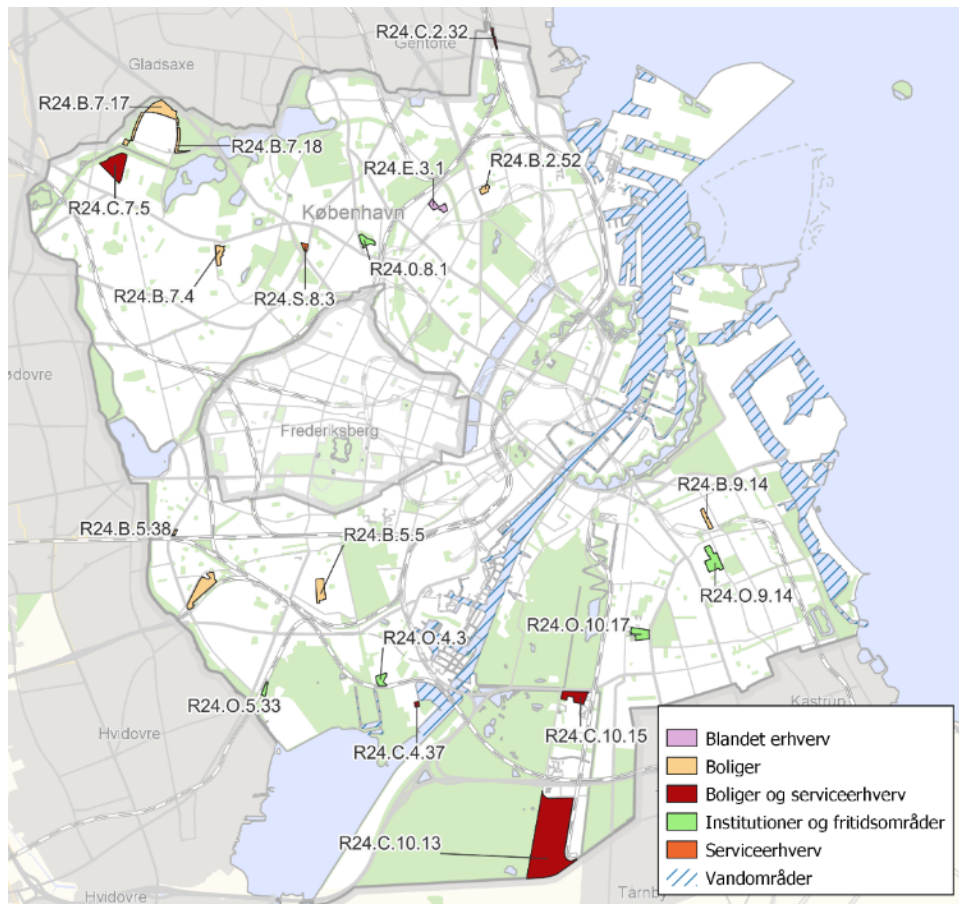 R24.C.2.32
Gentofte
Gladsaxe
R24.B.7.17
R24.B.7.18
R24.B.2.52
R24.E.3.1
R24.C.7.5
København
R24.0.8.1
R24.B.7.4
R24.S.8.3
ødovre
Frederiksberg
R24.B.9.14
R24.B.5.38
R24.B.5.5
R24.O.9.14
R24.O.10.17
R24.O.4.3
R24.O.5.33
Kastrup
Hvidovre
R24.C.4.37
R24.C.10.15
R24.C.10.13
Hvidovre
Tårnby
Blandet erhverv
Boliger
Boliger og serviceerhverv
Institutioner og fritidsområder
Serviceerhverv
Vandområder